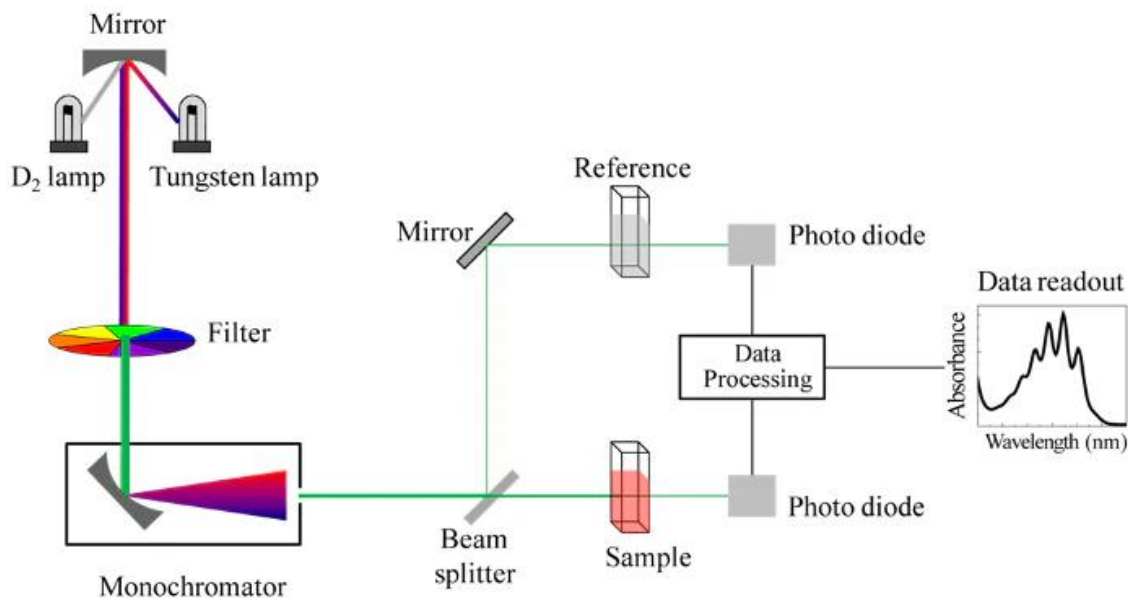 Mirror
D₂ lamp
Tungsten lamp
Filter
Monochromator
Beam
splitter
Mirror
Reference
Sample
Photo diode
Photo diode
Data
Processing
Data readout
Absorbance
Wavelength (nm)